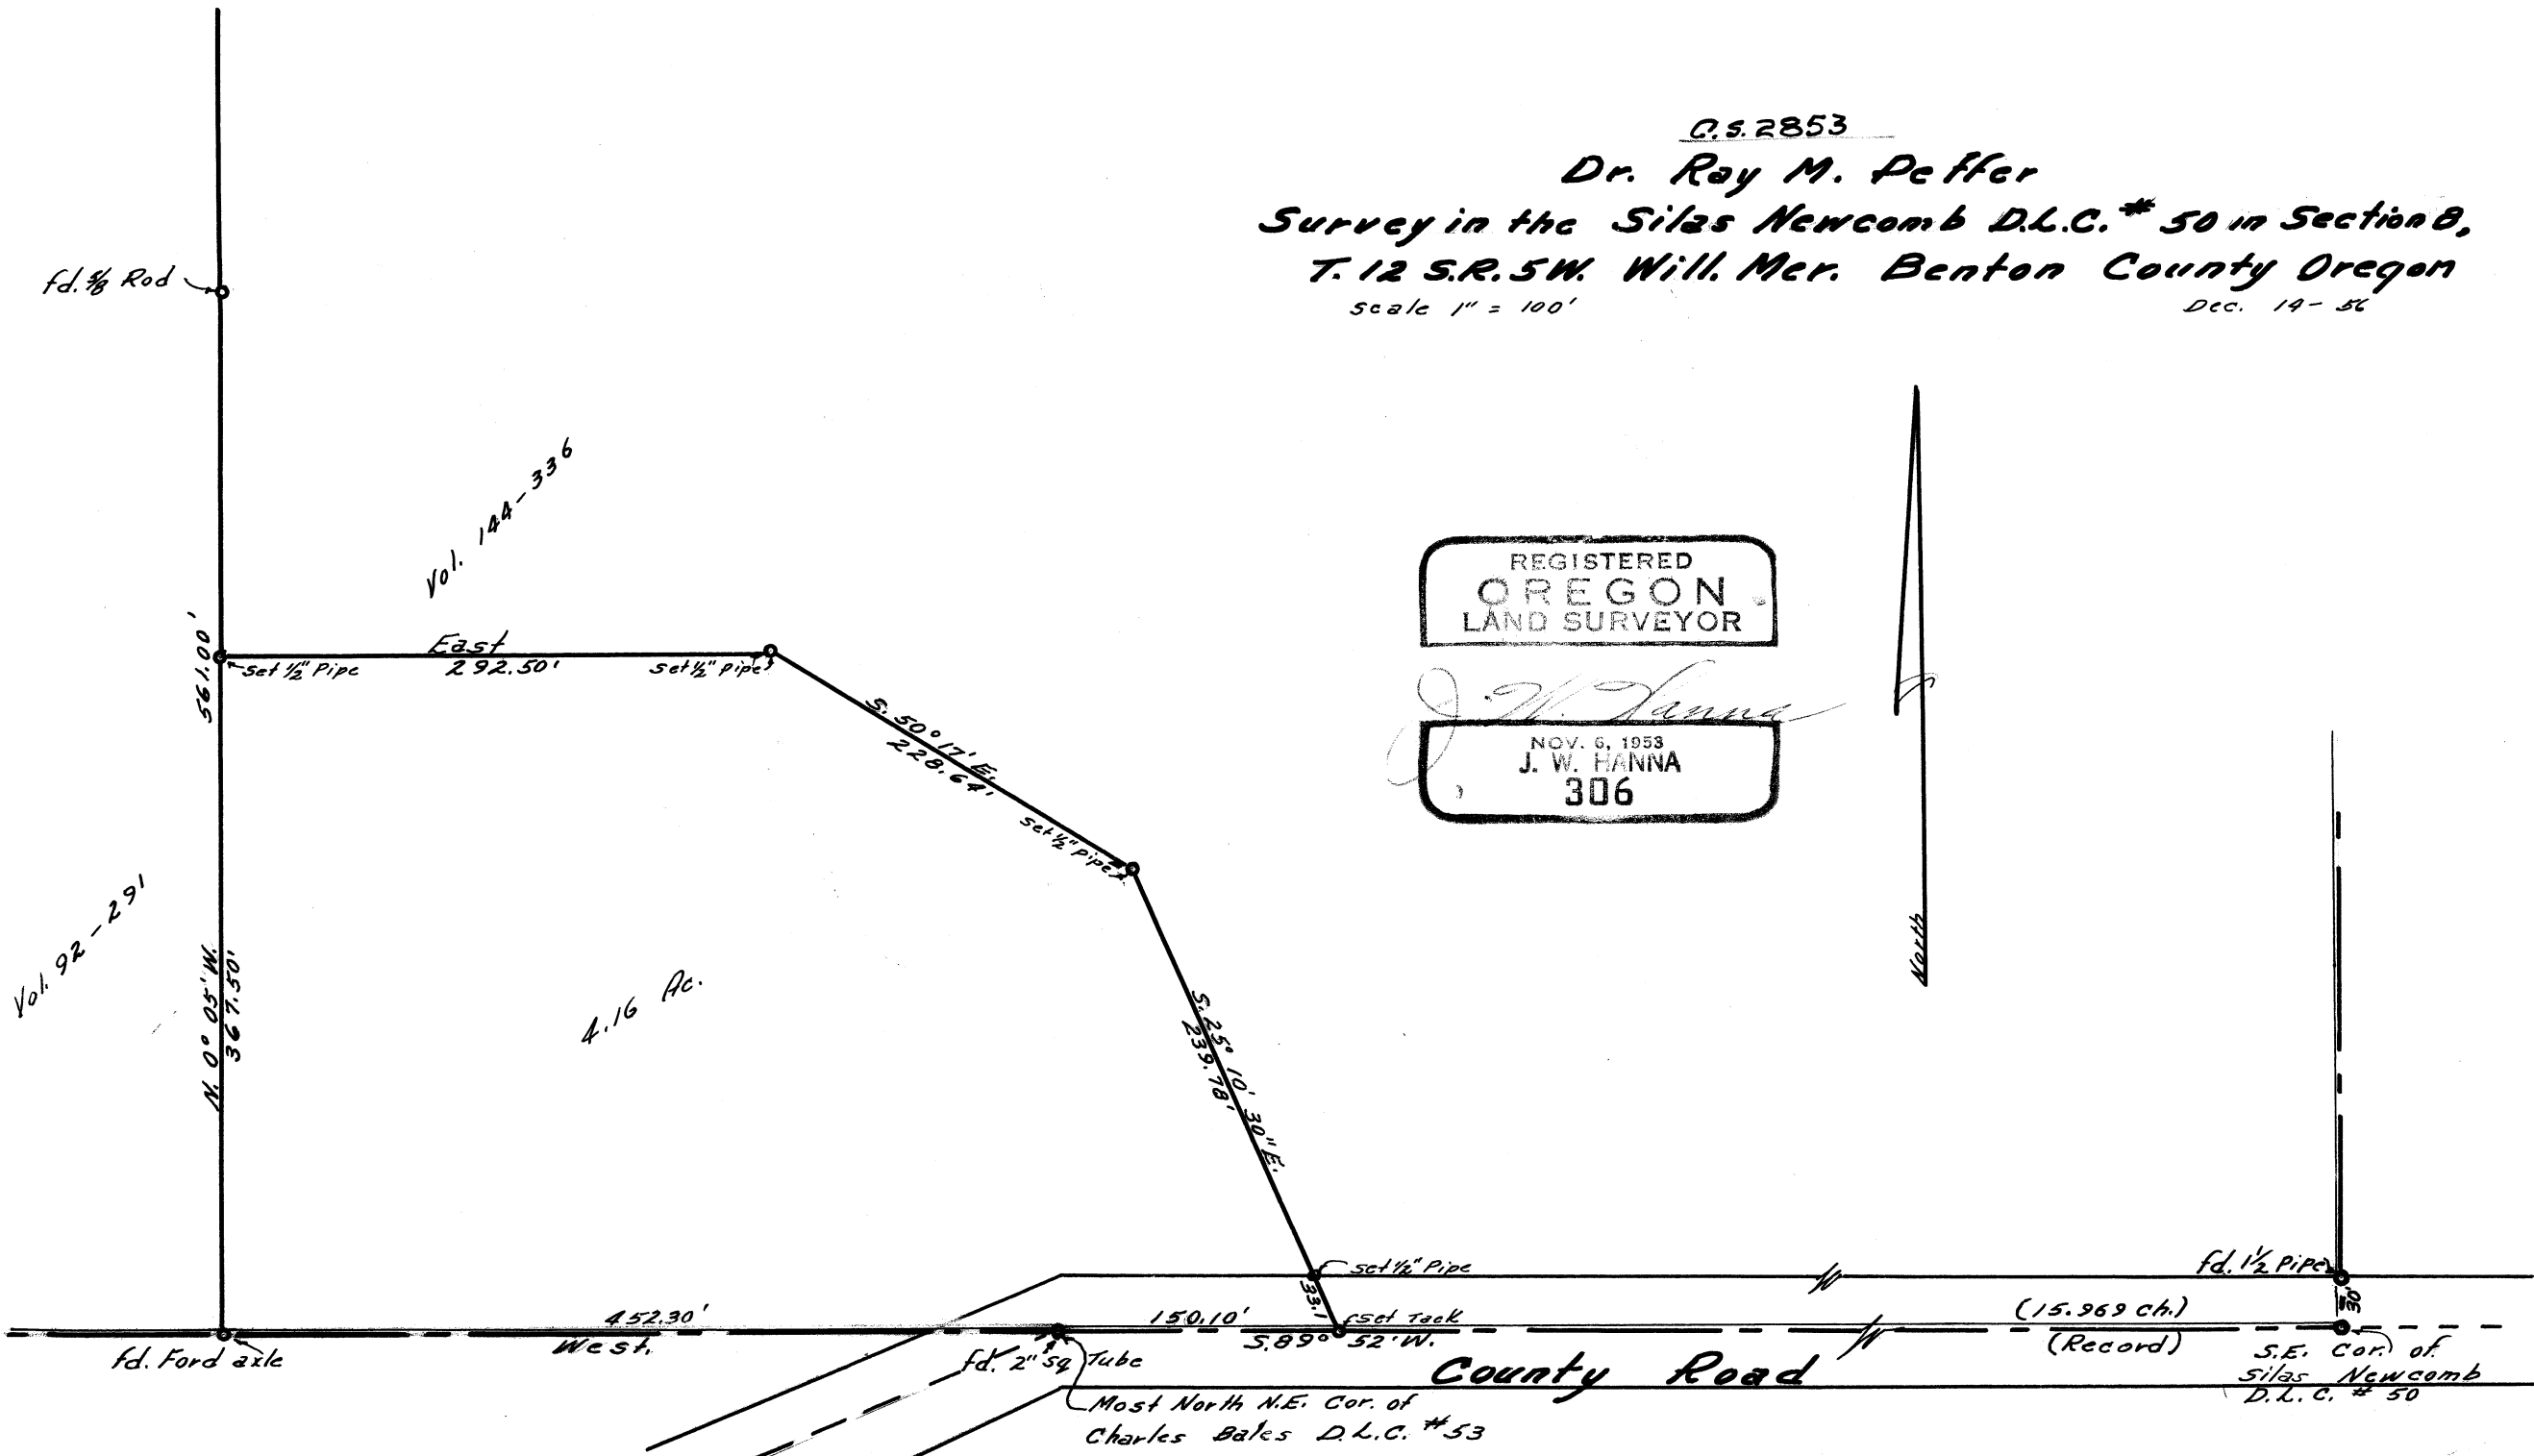 C.S. 2853
Dr. Ray M. Peffer
Survey in the Silas Newcomb D.L.C. # 50 in Section 8,
T. 12 S.R. 5W. Will. Mer. Benton County Oregon
scale 1" = 100'
Dec. 14 - 56
fd. 5/8 Rod
Vol. 144-336
561.00'
East
292.50'
set 1/2" Pipe
set 1/2" Pipe
S. 50° 17' E.
228.64'
set 1/2" Pipe
REGISTERED
OREGON
LAND SURVEYOR
J. W. Hanna
NOV. 6, 1953
J. W. HANNA
306
North
Vol. 92-291
N. 0° 05' W.
367.50'
4.16 Ac.
S. 25° 10' 30" E.
239.78'
set 1/2" Pipe
33.1
fd. 1 1/2 Pipe
30'
452.30'
West.
150.10'
set Tack
S. 89° 52' W.
(15.969 ch.)
(Record)
fd. Ford axle
fd. 2" sq Tube
County Road
S.E. Cor. of
Silas Newcomb
D.L.C. # 50
Most North N.E. Cor. of
Charles Bales D.L.C. #53